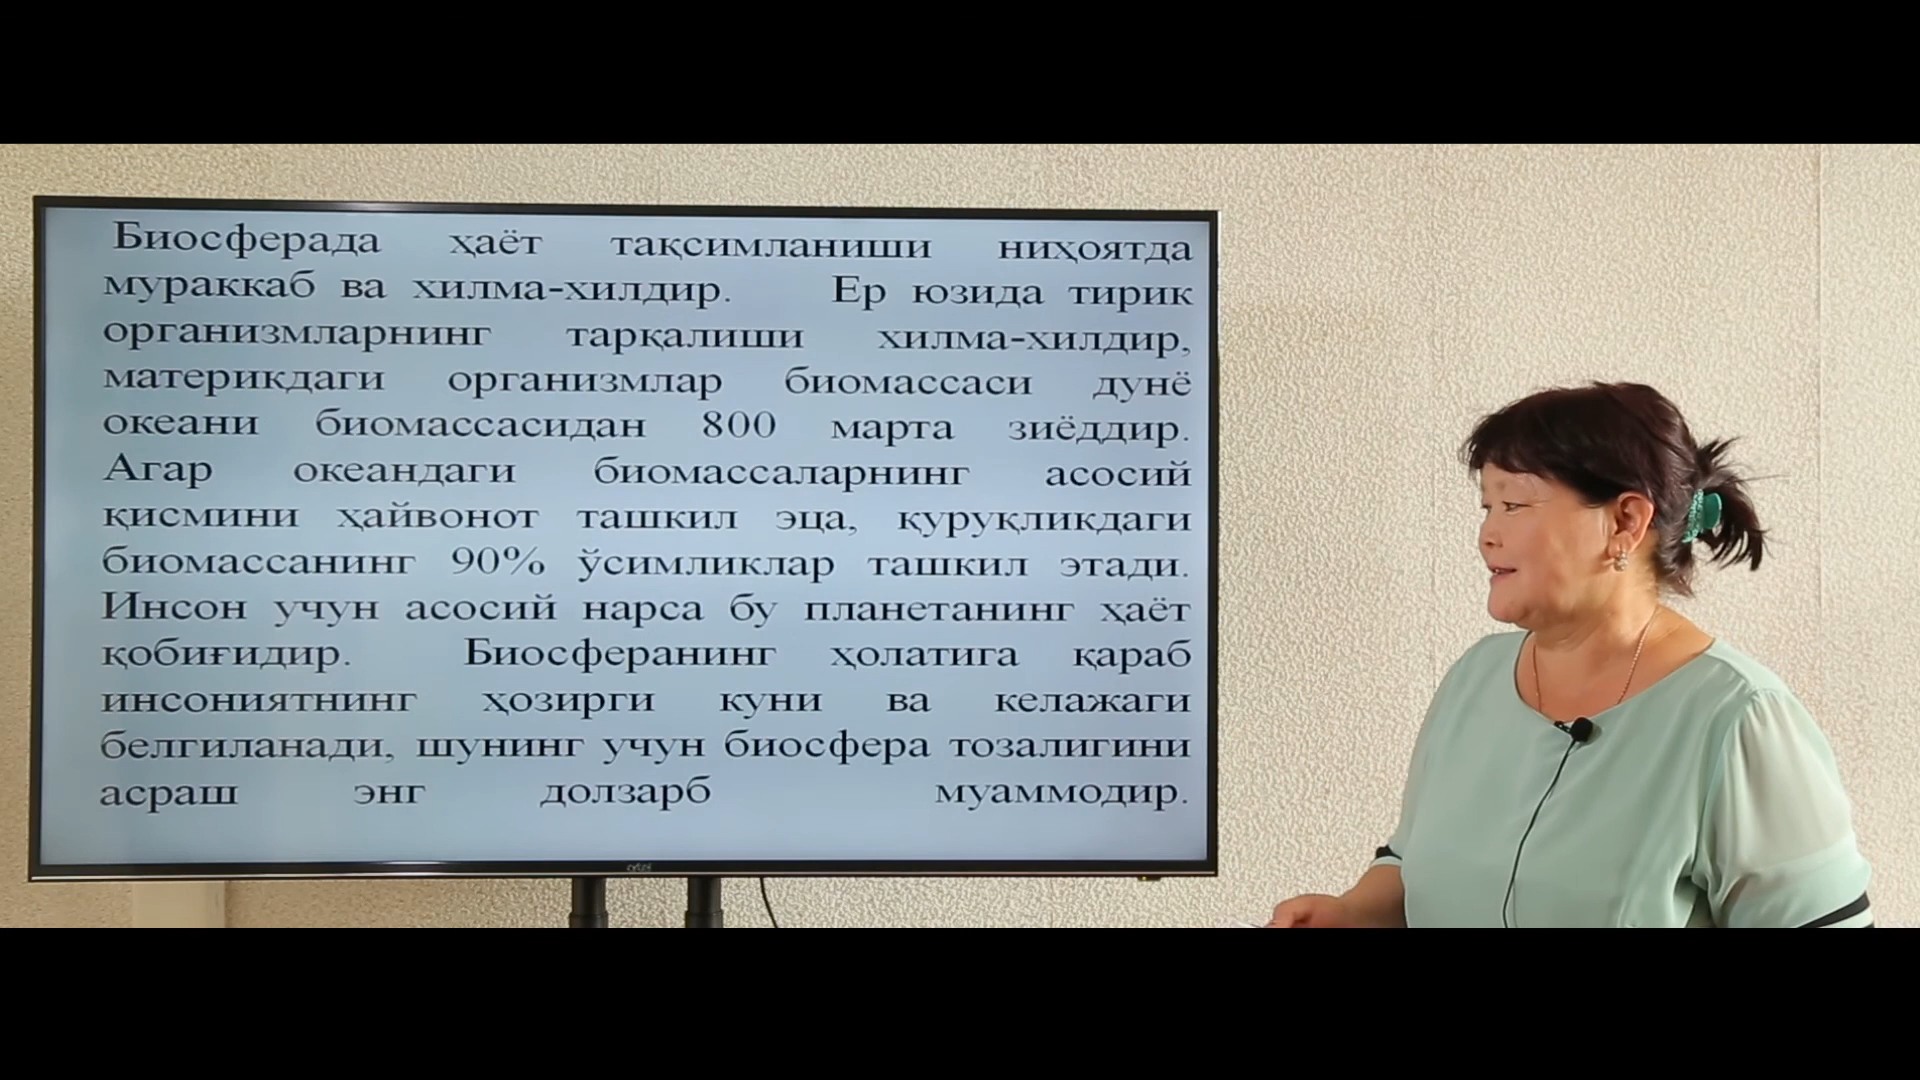 Биосферада ҳаёт тақсимланиши ниҳоятда
мураккаб ва хилма-хилдир. Ер юзида тирик
организмларнинг тарқалиши хилма-хилдир,
материкдаги организмлар биомассаси дунё
океани биомассасидан 800 марта зиёддир.
Агар океандаги биомассаларнинг асосий
қисмини ҳайвонот ташкил эца, қуруқликдаги
биомассанинг 90% ўсимликлар ташкил этади.
Инсон учун асосий нарса бу планетанинг ҳаёт
қобиғидир. Биосферанинг ҳолатига қараб
инсониятнинг ҳозирги куни ва келажаги
белгиланади, шунинг учун биосфера тозалигини
асраш энг долзарб муаммодир.
artel